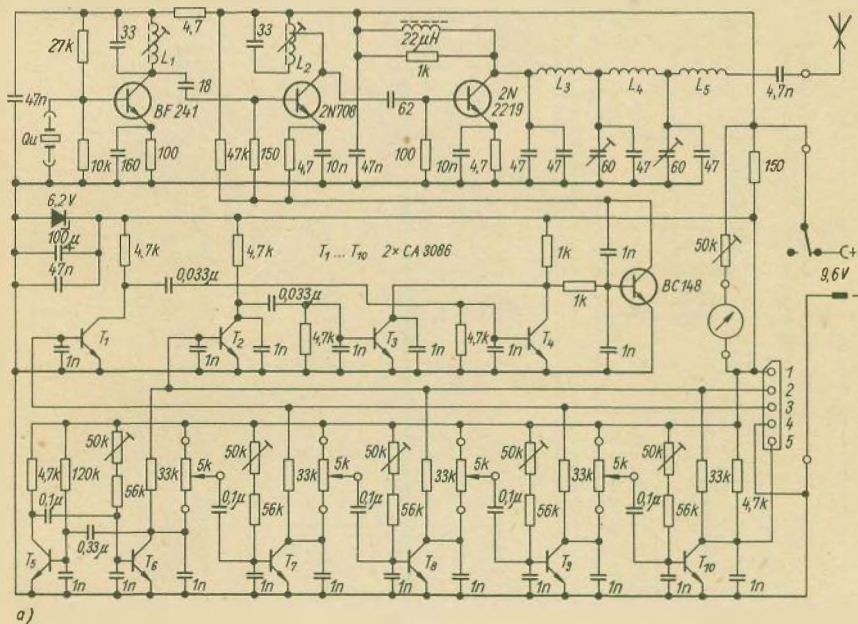 33
4,7
33
22µH
27k
L1
L2
1k
18
BF 241
2N708
62
2N
2219
L3
L4
L5
4,7n
47n
Qu
10k
160
100
47k
150
4,7
10n
47n
100
10n
4,7
47
47
60
47
60
47
150
6,2V
100µ
47n
4,7k
4,7k
T1 ... T10 2× CA 3086
1k
1n
50k
C+
9,6V
-
0,033µ
0,033µ
1k
BC148
T1
1n
T2
1n
1n
4,7k
1n
T3
1n
4,7k
1n
T4
1n
1
2
3
4
5
50k
50k
50k
50k
50k
4,7k
120k
56k
33k
5k
56k
33k
5k
56k
33k
5k
56k
33k
5k
56k
33k
4,7k
0,1µ
0,33µ
0,1µ
0,1µ
0,1µ
0,1µ
T5
1n
1n
T6
1n
1n
T7
1n
1n
T8
1n
1n
T9
1n
1n
T10
1n
a)